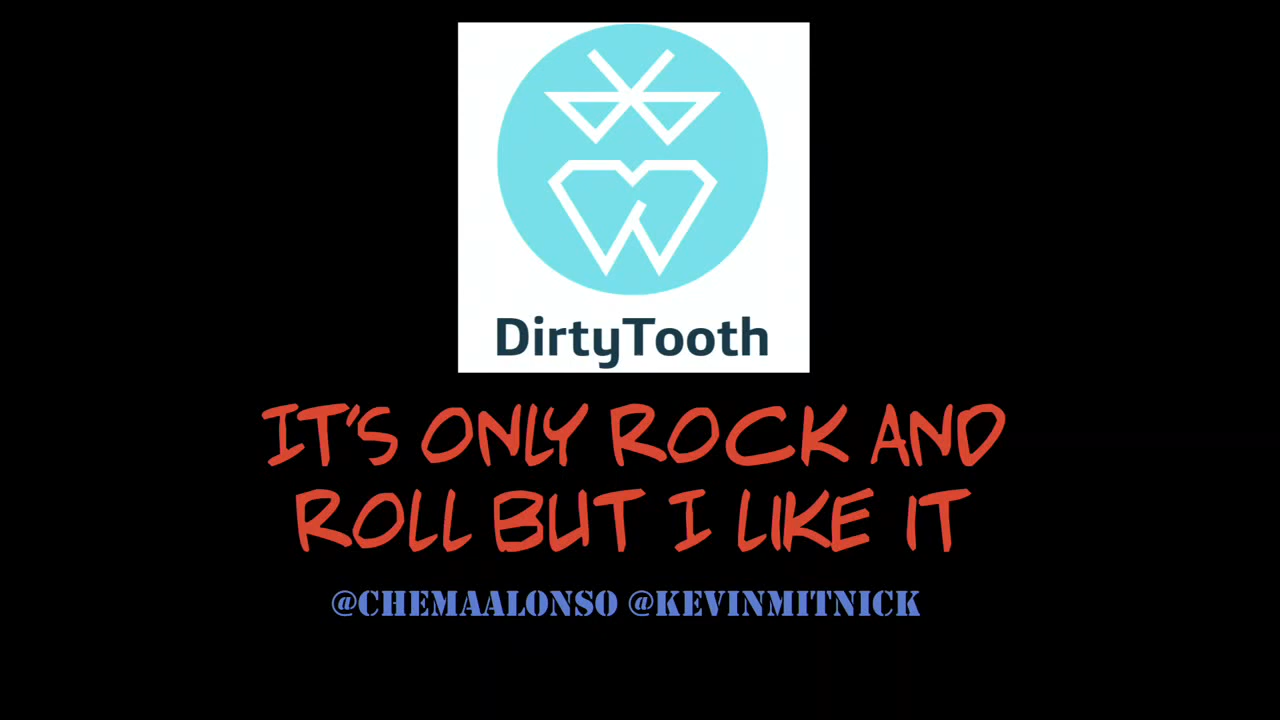 DirtyTooth
IT'S ONLY ROCK AND
ROLL BUT I LIKE IT
@CHEMAALONSO @KEVINMITNICK